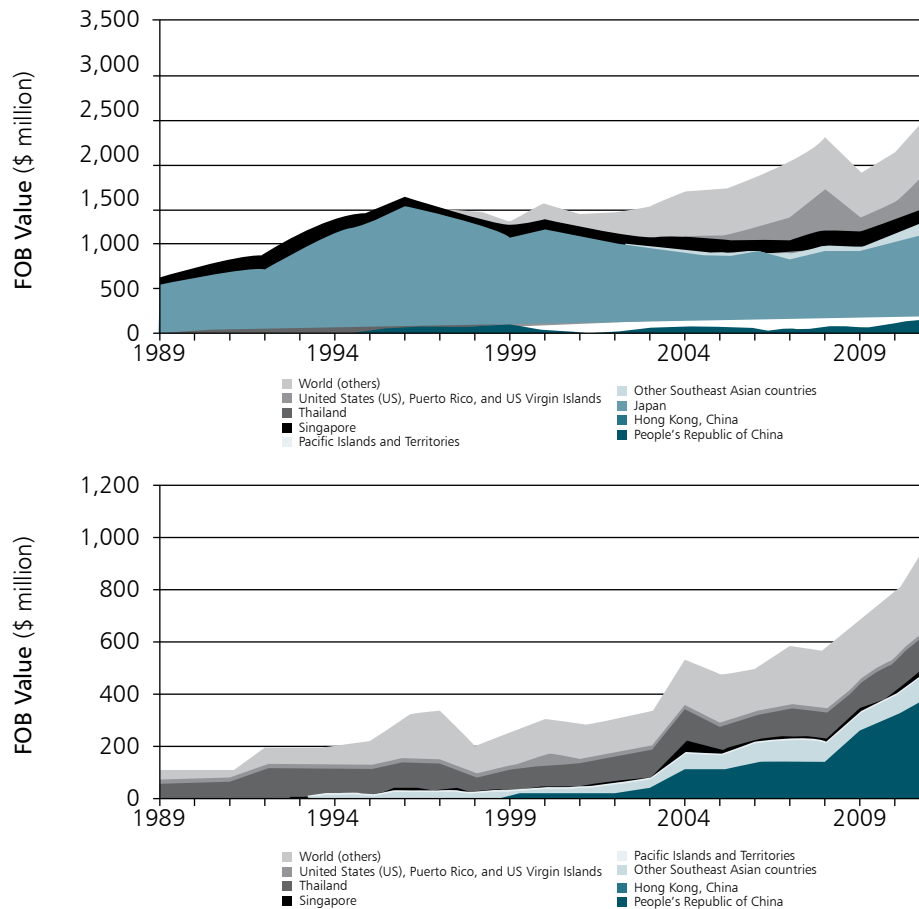 FOB Value ($ million)
3,500
3,000
2,500
2,000
1,500
1,000
500
0
1989
1994
1999
2004
2009
World (others)
United States (US), Puerto Rico, and US Virgin Islands
Thailand
Singapore
Pacific Islands and Territories
Other Southeast Asian countries
Japan
Hong Kong, China
People's Republic of China
FOB Value ($ million)
1,200
1,000
800
600
400
200
0
1989
1994
1999
2004
2009
World (others)
United States (US), Puerto Rico, and US Virgin Islands
Thailand
Singapore
Pacific Islands and Territories
Other Southeast Asian countries
Hong Kong, China
People's Republic of China